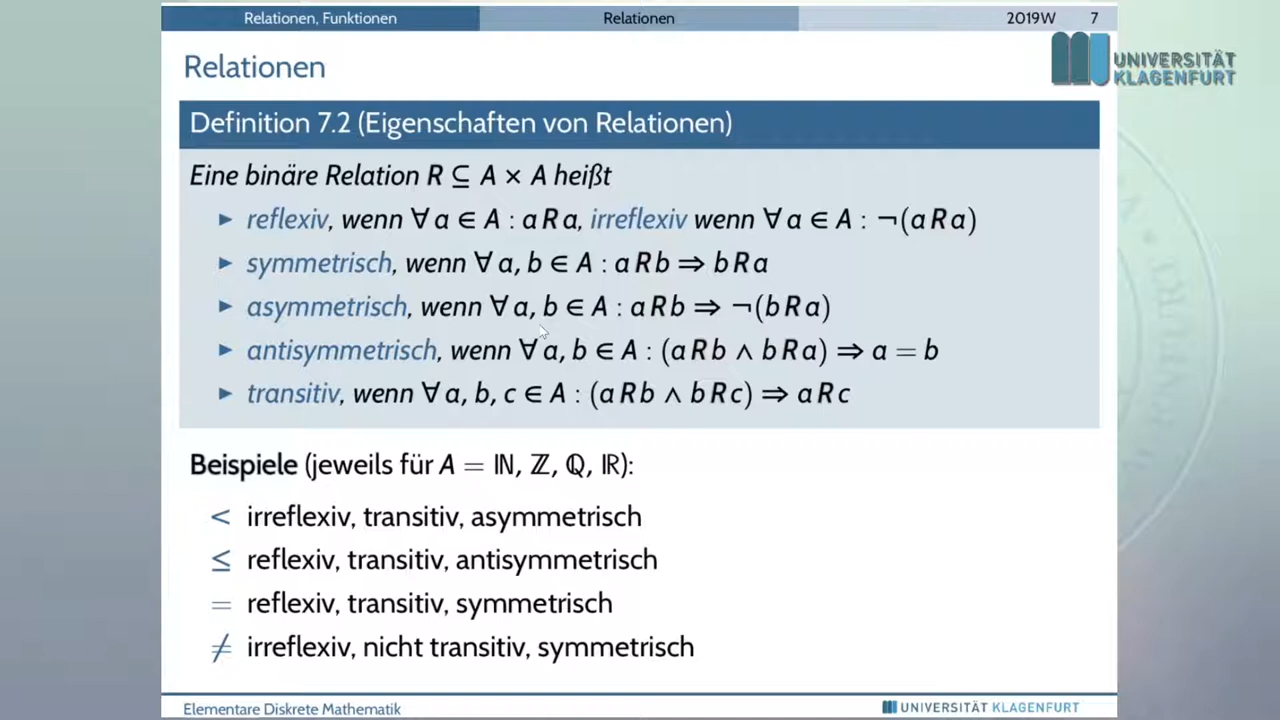 Relationen, Funktionen Relationen 2019W 7
UNIVERSITÄT
KLAGENFURT
Relationen
Definition 7.2 (Eigenschaften von Relationen)
Eine binäre Relation R ⊆ A × A heißt
▶ reflexiv, wenn ∀ a ∈ A : a R a, irreflexiv wenn ∀ a ∈ A : ¬(a R a)
▶ symmetrisch, wenn ∀ a, b ∈ A : a R b ⇒ b R a
▶ asymmetrisch, wenn ∀ a, b ∈ A : a R b ⇒ ¬(b R a)
▶ antisymmetrisch, wenn ∀ a, b ∈ A : (a R b ∧ b R a) ⇒ a = b
▶ transitiv, wenn ∀ a, b, c ∈ A : (a R b ∧ b R c) ⇒ a R c
Beispiele (jeweils für A = ℕ, ℤ, ℚ, ℝ):
< irreflexiv, transitiv, asymmetrisch
≤ reflexiv, transitiv, antisymmetrisch
= reflexiv, transitiv, symmetrisch
≠ irreflexiv, nicht transitiv, symmetrisch
Elementare Diskrete Mathematik UNIVERSITÄT KLAGENFURT